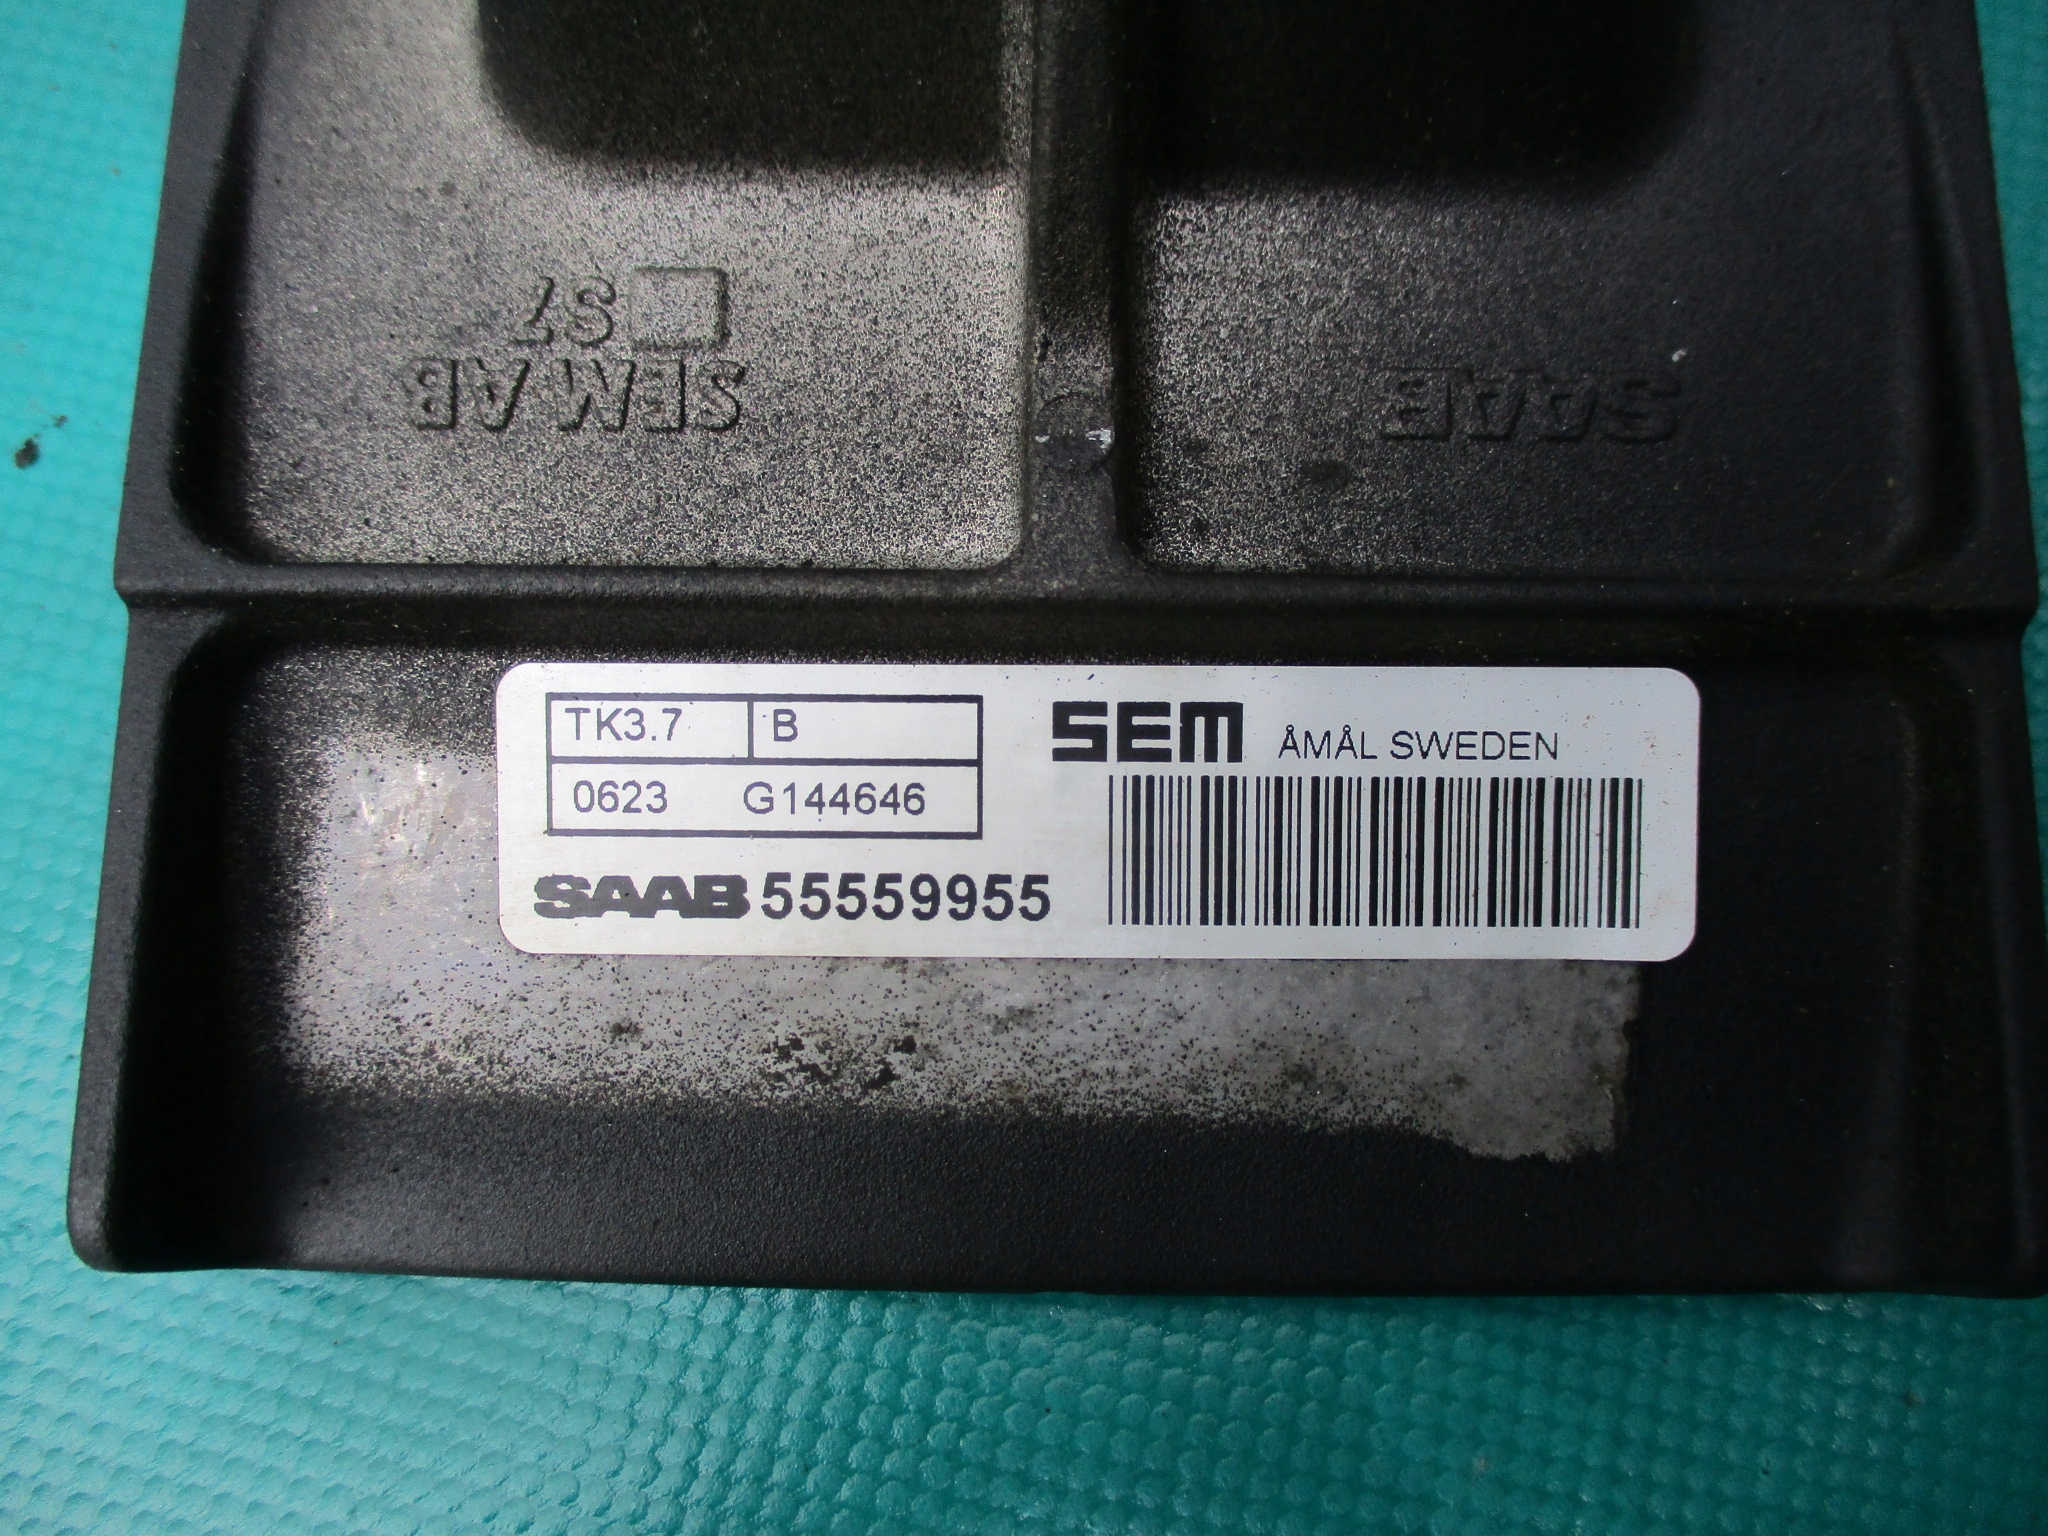 S7
SEM AB
SAAB
TK3.7 B
0623 G144646
SEM ÅMÅL SWEDEN
SAAB 55559955